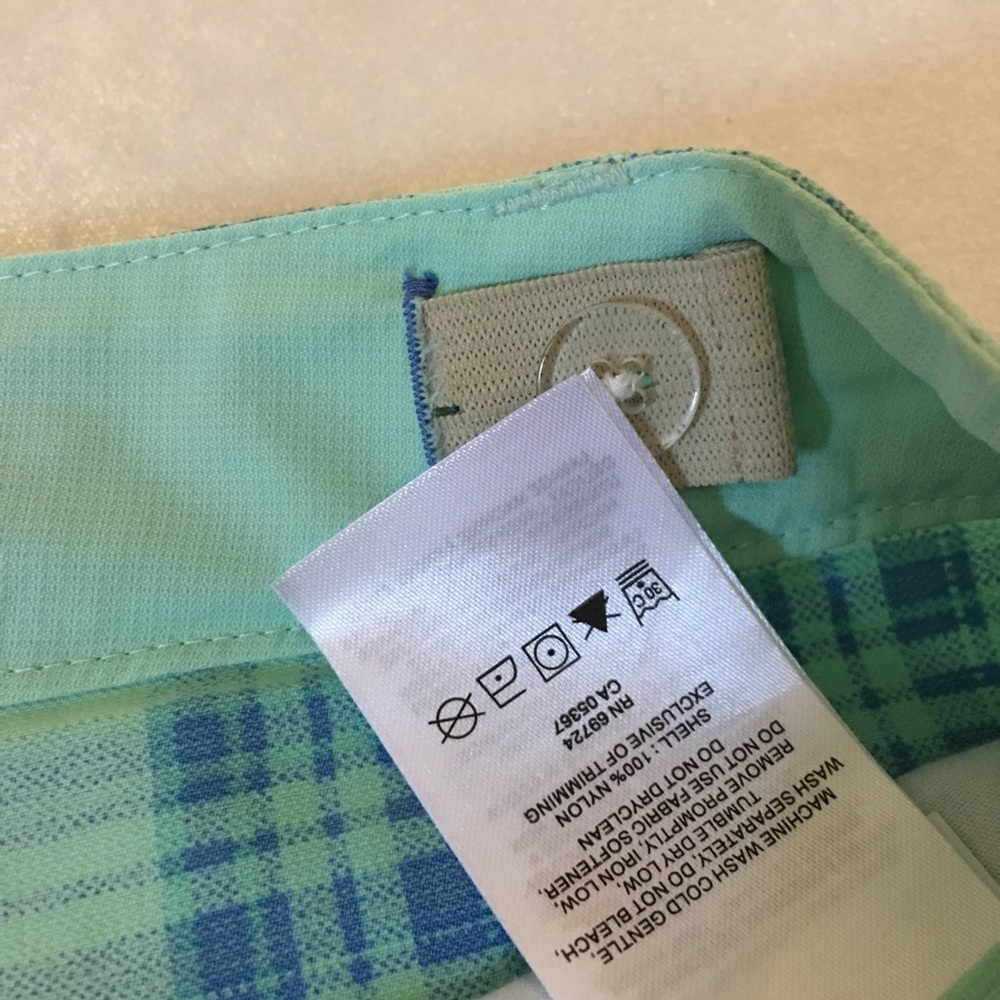 MACHINE WASH COLD GENTLE,
WASH SEPARATELY, DO NOT BLEACH,
TUMBLE DRY LOW,
REMOVE PROMPTLY, IRON LOW,
DO NOT USE FABRIC SOFTENER,
DO NOT DRYCLEAN
SHELL : 100% NYLON
EXCLUSIVE OF TRIMMING
RN 69724
CA 05367
30°C